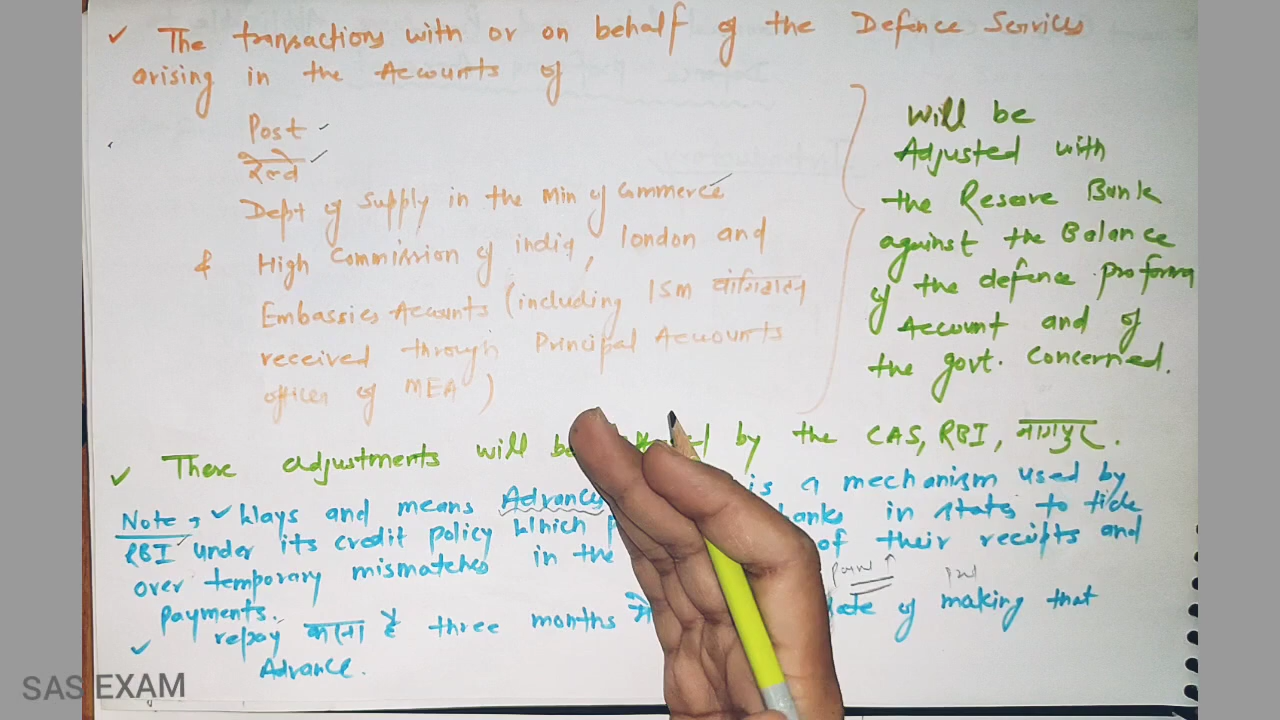 ✓ The transactions with or on behalf of the Defence Services
arising in the Accounts of
Post
रेल्वे
Dept of Supply in the Min of Commerce
& High Commission of India, London and
Embassies Accounts (including ISM वाशिंगटन
received through Principal Accounts
officer of MEA)
Will be
Adjusted with
the Reserve Bank
against the Balance
of the defence proforma
Account and of
the govt. concerned.
✓ These adjustments will be by the CAS, RBI, नागपुर.
Note → ✓ Ways and means Advance is a mechanism used by
RBI under its credit policy which banks in states to tide
over temporary mismatches in the of their receipts and
payments.
✓ repay करना है three months में of making that
Advance.
SAS EXAM